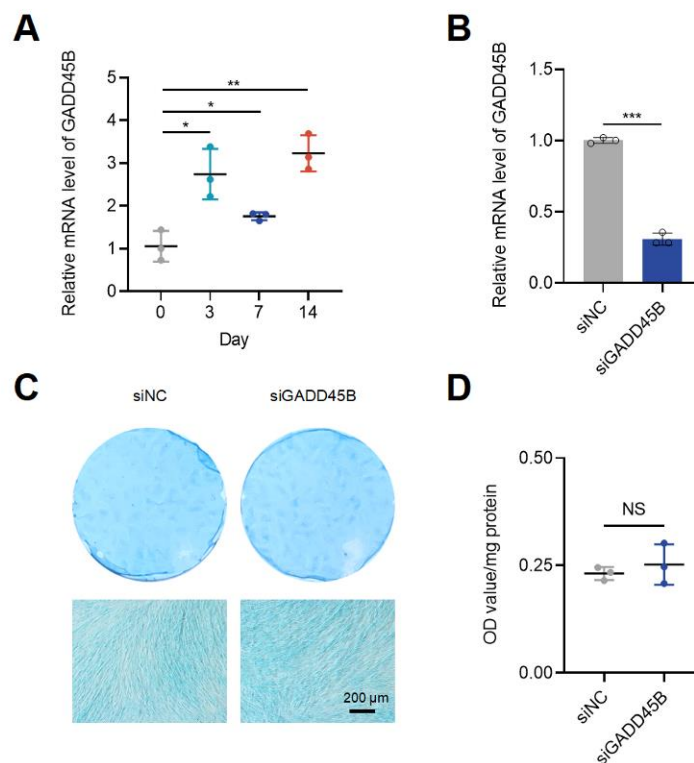 A
Relative mRNA level of GADD45B
5
4
3
2
1
0
**
*
*
0 3 7 14
Day
B
Relative mRNA level of GADD45B
1.5
1.0
0.5
0.0
***
siNC
siGADD45B
C
siNC siGADD45B
200 μm
D
OD value/mg protein
0.50
0.25
0.00
NS
siNC
siGADD45B